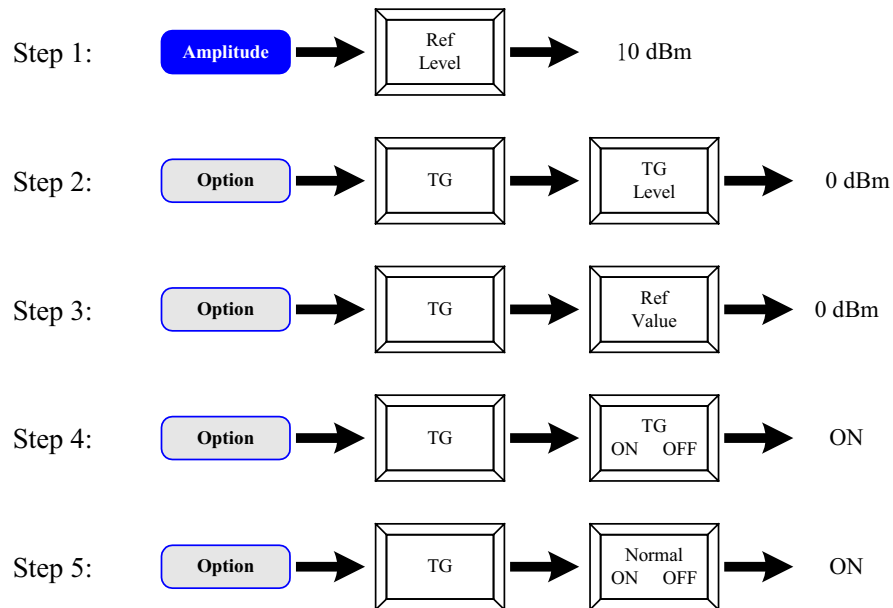 Step 1: Amplitude Ref Level 10 dBm
Step 2: Option TG TG Level 0 dBm
Step 3: Option TG Ref Value 0 dBm
Step 4: Option TG TG ON OFF ON
Step 5: Option TG Normal ON OFF ON